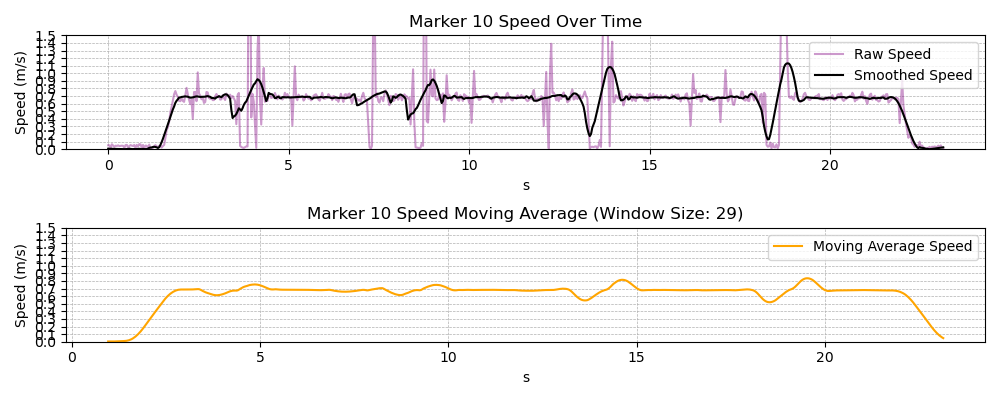 Marker 10 Speed Over Time
Speed (m/s)
1.5
1.4
1.3
1.2
1.1
1.0
0.9
0.8
0.7
0.6
0.5
0.4
0.3
0.2
0.1
0.0
Raw Speed
Smoothed Speed
0 5 10 15 20
s
Marker 10 Speed Moving Average (Window Size: 29)
Speed (m/s)
1.5
1.4
1.3
1.2
1.1
1.0
0.9
0.8
0.7
0.6
0.5
0.4
0.3
0.2
0.1
0.0
Moving Average Speed
0 5 10 15 20
s